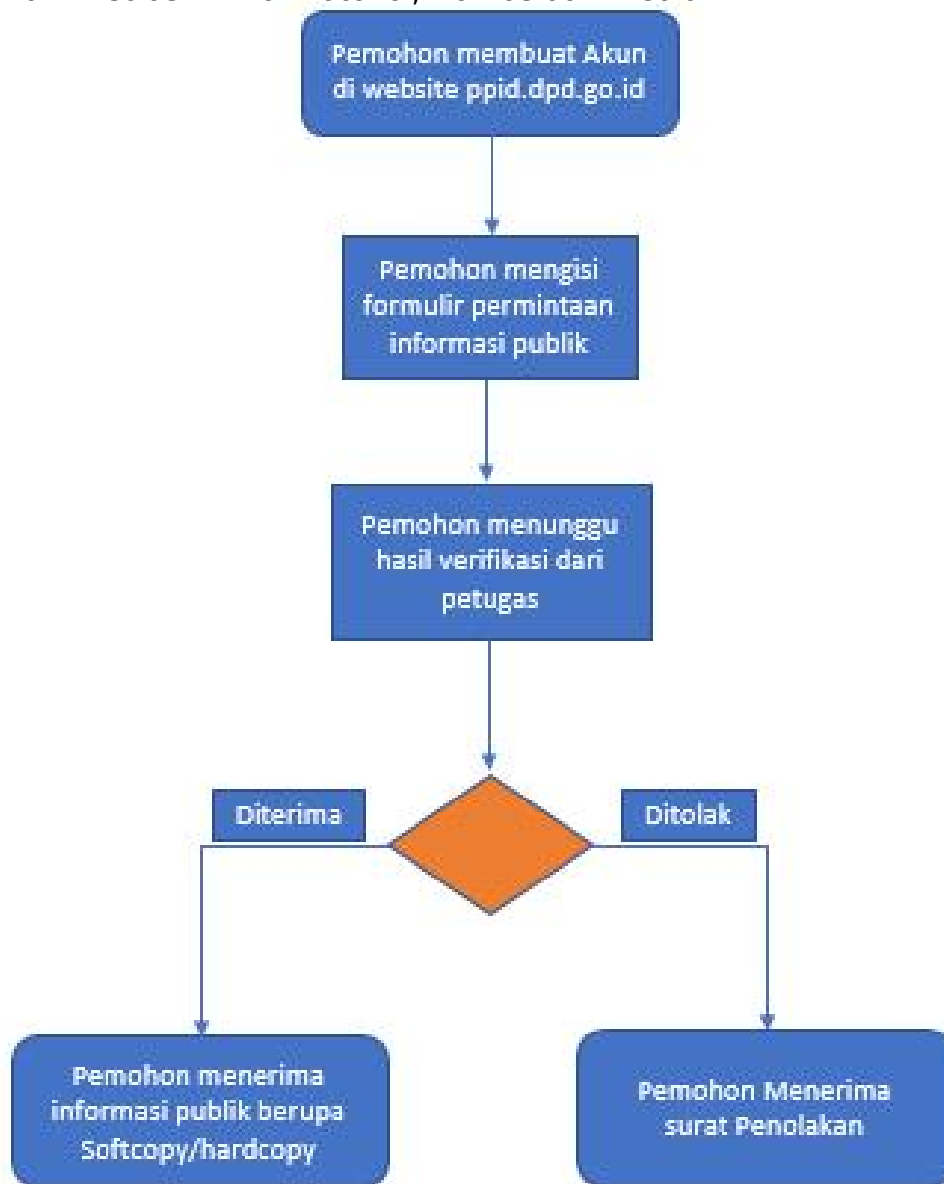 Pemohon membuat Akun
di website ppid.dpd.go.id
Pemohon mengisi
formulir permintaan
informasi publik
Pemohon menunggu
hasil verifikasi dari
petugas
Diterima
Ditolak
Pemohon menerima
informasi publik berupa
Softcopy/hardcopy
Pemohon Menerima
surat Penolakan